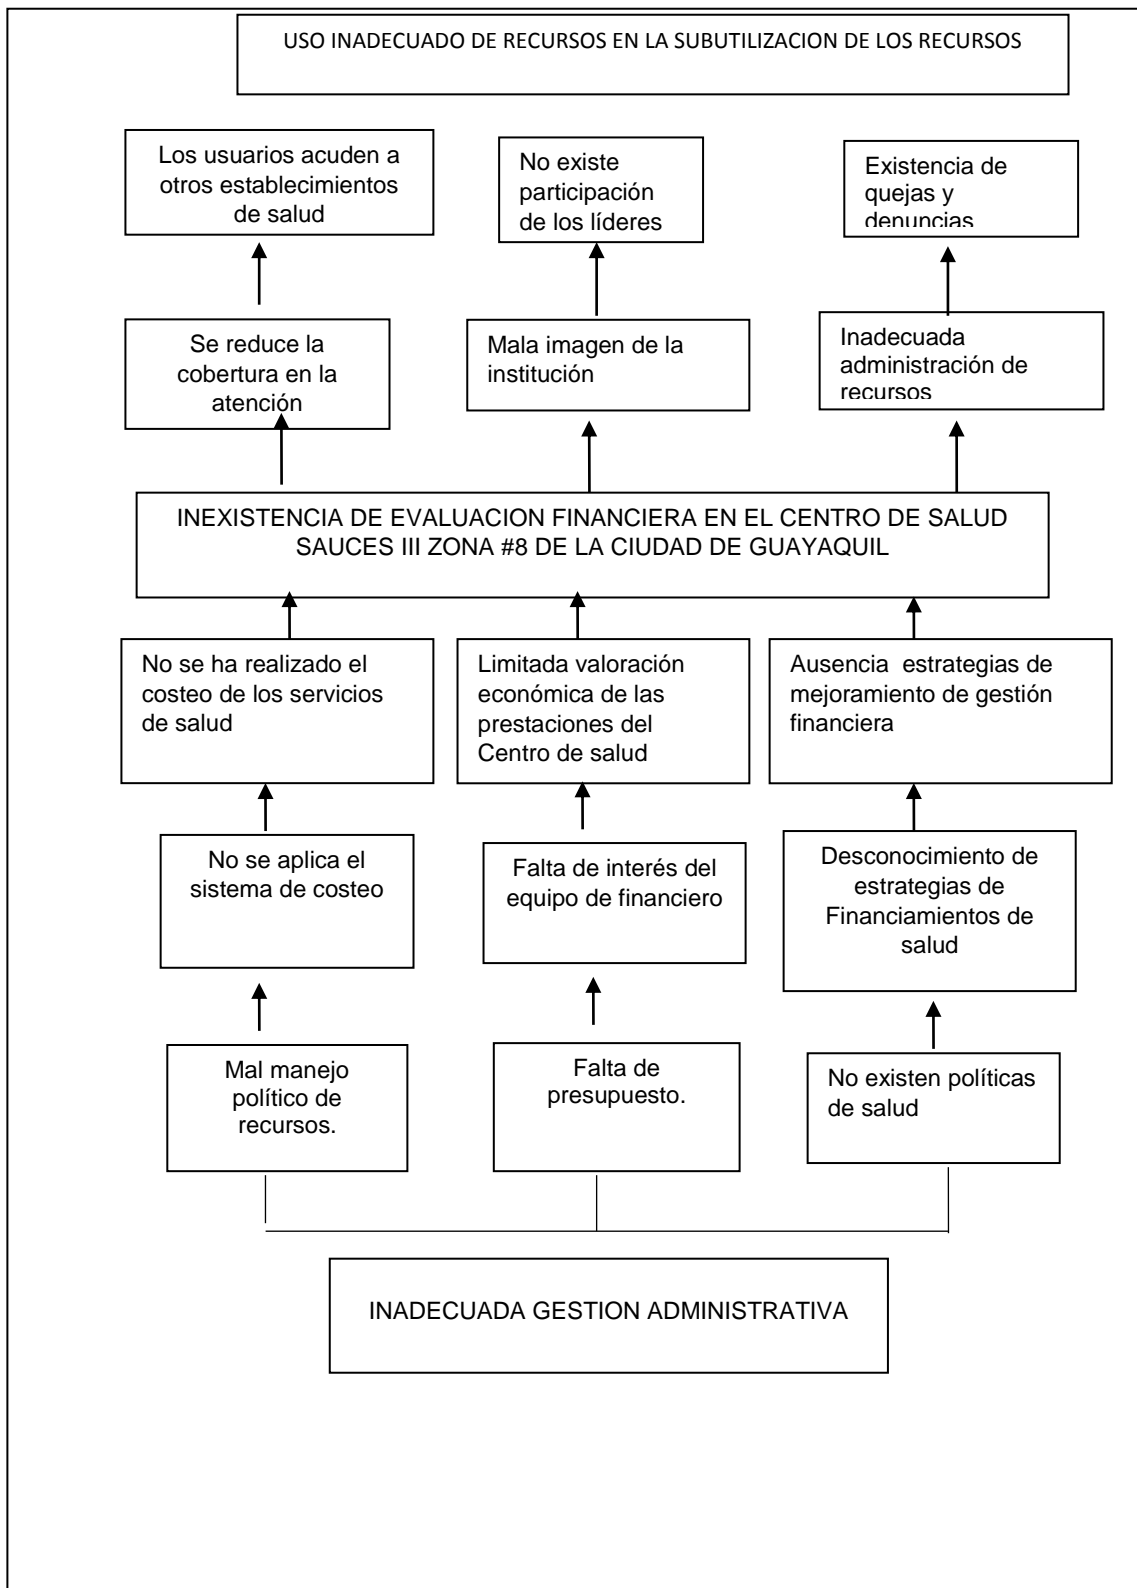 USO INADECUADO DE RECURSOS EN LA SUBUTILIZACION DE LOS RECURSOS
Los usuarios acuden a
otros establecimientos
de salud
No existe
participación
de los líderes
Existencia de
quejas y
denuncias
Se reduce la
cobertura en la
atención
Mala imagen de la
institución
Inadecuada
administración de
recursos
INEXISTENCIA DE EVALUACION FINANCIERA EN EL CENTRO DE SALUD
SAUCES III ZONA #8 DE LA CIUDAD DE GUAYAQUIL
No se ha realizado el
costeo de los servicios
de salud
Limitada valoración
económica de las
prestaciones del
Centro de salud
Ausencia estrategias de
mejoramiento de gestión
financiera
No se aplica el
sistema de costeo
Falta de interés del
equipo de financiero
Desconocimiento de
estrategias de
Financiamientos de
salud
Mal manejo
político de
recursos.
Falta de
presupuesto.
No existen políticas
de salud
INADECUADA GESTION ADMINISTRATIVA